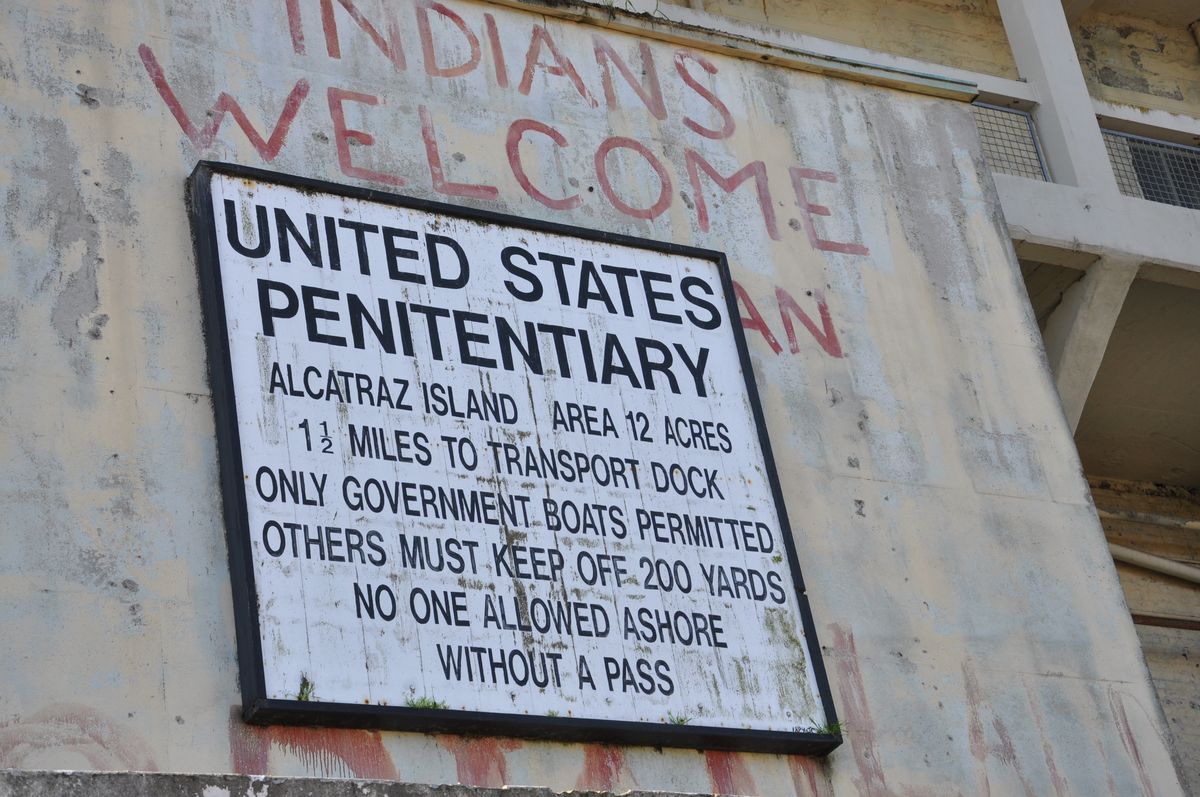 INDIANS
WELCOME
UNITED STATES
PENITENTIARY
ALCATRAZ ISLAND AREA 12 ACRES
1½ MILES TO TRANSPORT DOCK
ONLY GOVERNMENT BOATS PERMITTED
OTHERS MUST KEEP OFF 200 YARDS
NO ONE ALLOWED ASHORE
WITHOUT A PASS
AN